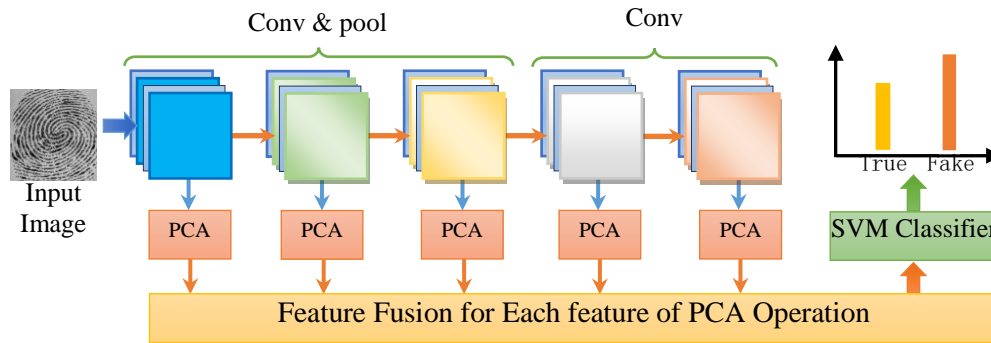 Conv & pool
Conv
Input
Image
True Fake
PCA
PCA
PCA
PCA
PCA
SVM Classifier
Feature Fusion for Each feature of PCA Operation